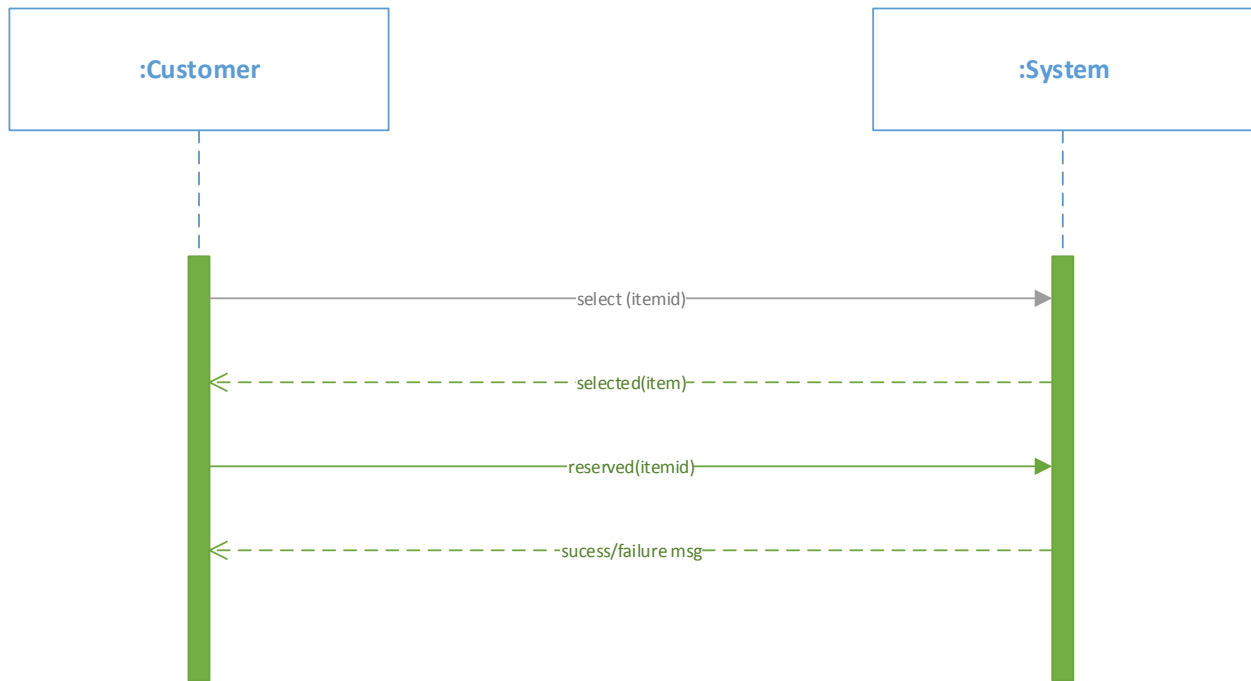 :Customer
:System
select (itemid)
selected(item)
reserved(itemid)
sucess/failure msg